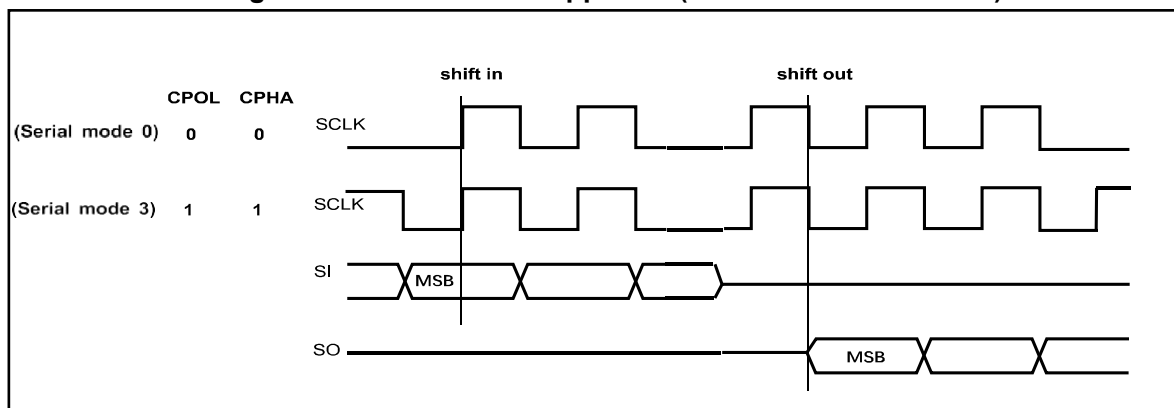 shift in shift out
CPOL CPHA
(Serial mode 0) 0 0 SCLK
(Serial mode 3) 1 1 SCLK
SI MSB
SO MSB